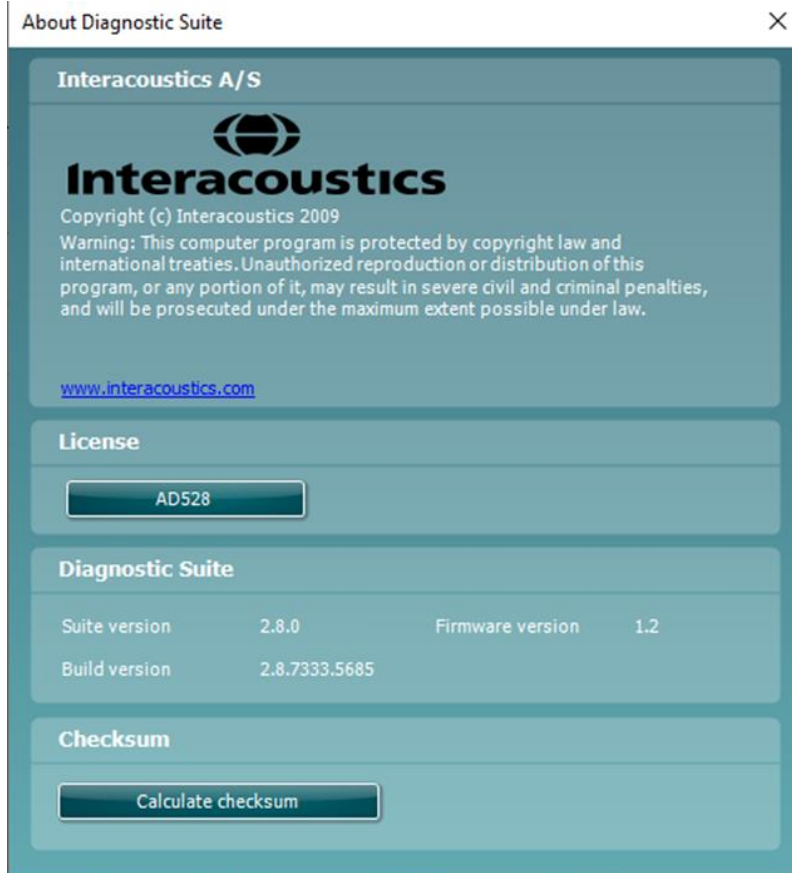 About Diagnostic Suite
Interacoustics A/S
Interacoustics
Copyright (c) Interacoustics 2009
Warning: This computer program is protected by copyright law and
international treaties. Unauthorized reproduction or distribution of this
program, or any portion of it, may result in severe civil and criminal penalties,
and will be prosecuted under the maximum extent possible under law.
www.interacoustics.com
License
AD528
Diagnostic Suite
Suite version 2.8.0 Firmware version 1.2
Build version 2.8.7333.5685
Checksum
Calculate checksum